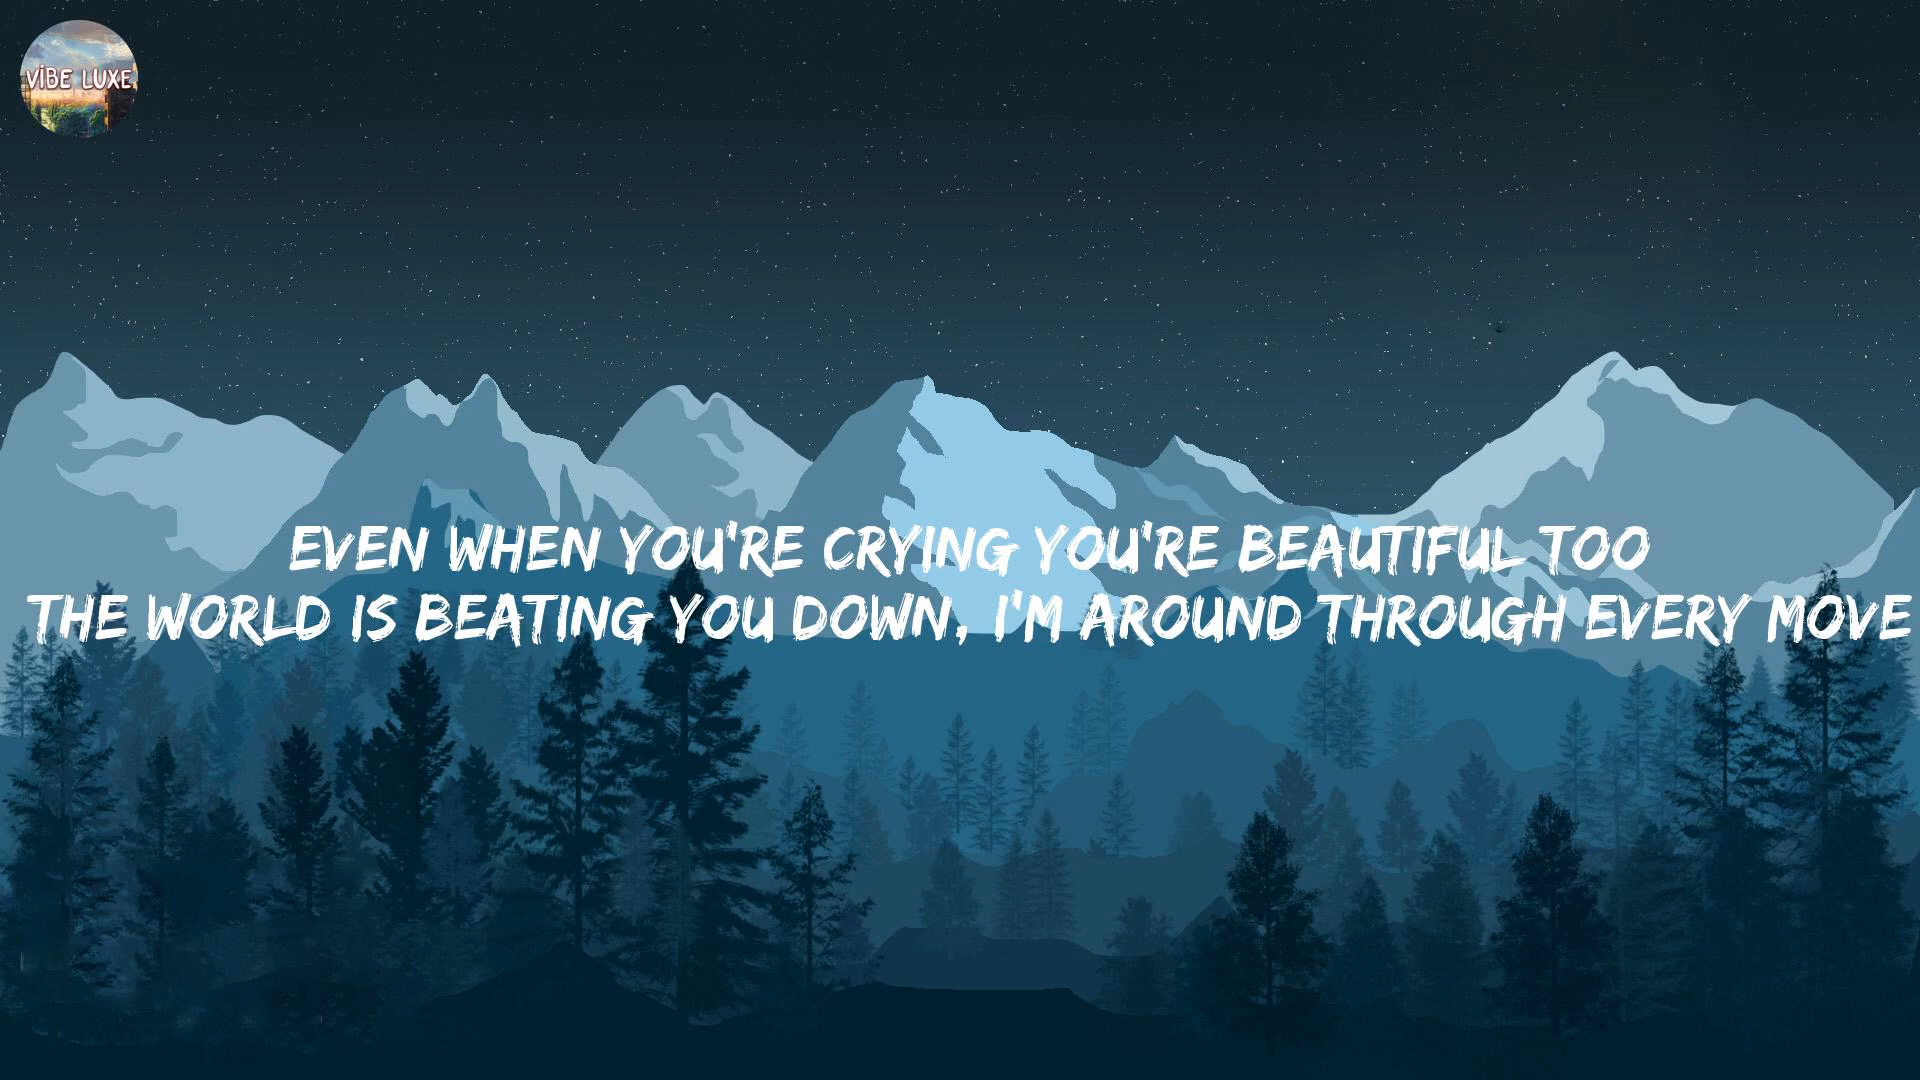 VİBE LUXE
EVEN WHEN YOU'RE CRYING YOU'RE BEAUTIFUL TOO
THE WORLD IS BEATING YOU DOWN, I'M AROUND THROUGH EVERY MOVE